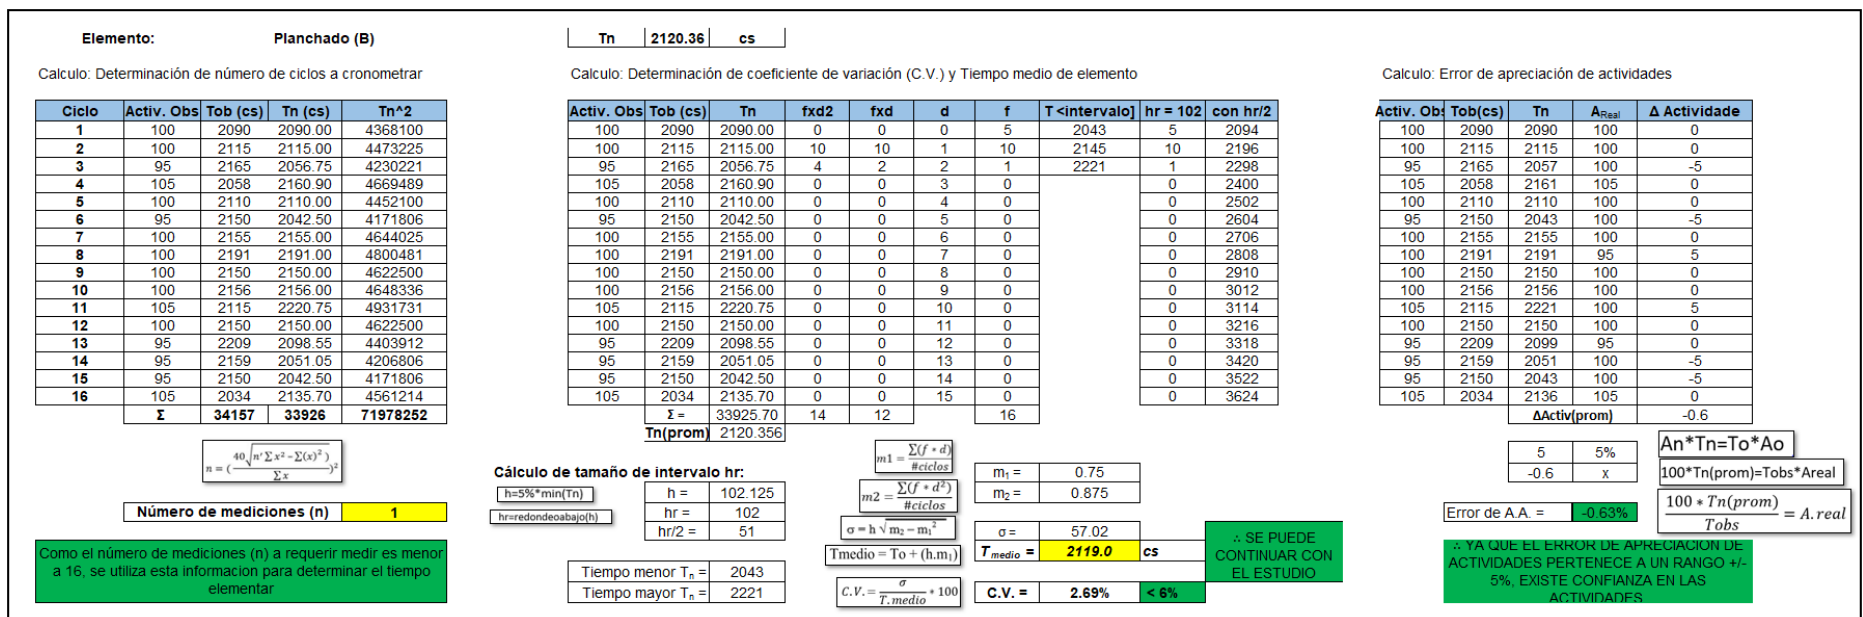 Elemento: Planchado (B)
Tn 2120.36 cs
Calculo: Determinación de número de ciclos a cronometrar
Ciclo Activ. Obs Tob (cs) Tn (cs) Tn^2
1 100 2090 2090.00 4368100
2 100 2115 2115.00 4473225
3 95 2165 2056.75 4230221
4 105 2058 2160.90 4669489
5 100 2110 2110.00 4452100
6 95 2150 2042.50 4171806
7 100 2155 2155.00 4644025
8 100 2191 2191.00 4800481
9 100 2150 2150.00 4622500
10 100 2156 2156.00 4648336
11 105 2115 2220.75 4931731
12 100 2150 2150.00 4622500
13 95 2209 2098.55 4403912
14 95 2159 2051.05 4206806
15 95 2150 2042.50 4171806
16 105 2034 2135.70 4561214
Σ 34157 33926 71978252
n = (40√n'Σx² − Σ(x)² / Σx)²
Número de mediciones (n) 1
Como el número de mediciones (n) a requerir medir es menor
a 16, se utiliza esta informacion para determinar el tiempo
elementar
Calculo: Determinación de coeficiente de variación (C.V.) y Tiempo medio de elemento
Activ. Obs Tob (cs) Tn fxd2 fxd d f T <intervalo] hr = 102 con hr/2
100 2090 2090.00 0 0 0 5 2043 5 2094
100 2115 2115.00 10 10 1 10 2145 10 2196
95 2165 2056.75 4 2 2 1 2221 1 2298
105 2058 2160.90 0 0 3 0 0 2400
100 2110 2110.00 0 0 4 0 0 2502
95 2150 2042.50 0 0 5 0 0 2604
100 2155 2155.00 0 0 6 0 0 2706
100 2191 2191.00 0 0 7 0 0 2808
100 2150 2150.00 0 0 8 0 0 2910
100 2156 2156.00 0 0 9 0 0 3012
105 2115 2220.75 0 0 10 0 0 3114
100 2150 2150.00 0 0 11 0 0 3216
95 2209 2098.55 0 0 12 0 0 3318
95 2159 2051.05 0 0 13 0 0 3420
95 2150 2042.50 0 0 14 0 0 3522
105 2034 2135.70 0 0 15 0 0 3624
Σ = 33925.70 14 12 16
Tn(prom) 2120.356
Cálculo de tamaño de intervalo hr:
h=5%*min(Tn) h = 102.125
hr=redondeoabajo(h) hr = 102
hr/2 = 51
Tiempo menor Tₙ = 2043
Tiempo mayor Tₙ = 2221
m1 = Σ(f * d) / #ciclos
m2 = Σ(f * d²) / #ciclos
σ = h √m₂ − m₁²
Tmedio = To + (h.m₁)
C.V. = σ / T.medio * 100
m₁ = 0.75
m₂ = 0.875
σ = 57.02
T medio = 2119.0 cs
C.V. = 2.69% < 6%
∴ SE PUEDE
CONTINUAR CON
EL ESTUDIO
Calculo: Error de apreciación de actividades
Activ. Obs Tob(cs) Tn AReal Δ Actividade
100 2090 2090 100 0
100 2115 2115 100 0
95 2165 2057 100 -5
105 2058 2161 105 0
100 2110 2110 100 0
95 2150 2043 100 -5
100 2155 2155 100 0
100 2191 2191 95 5
100 2150 2150 100 0
100 2156 2156 100 0
105 2115 2221 100 5
100 2150 2150 100 0
95 2209 2099 95 0
95 2159 2051 100 -5
95 2150 2043 100 -5
105 2034 2136 105 0
ΔActiv(prom) -0.6
5 5%
-0.6 x
Error de A.A. = -0.63%
An*Tn=To*Ao
100*Tn(prom)=Tobs*Areal
100 * Tn(prom) / Tobs = A.real
∴ YA QUE EL ERROR DE APRECIACION DE
ACTIVIDADES PERTENECE A UN RANGO +/-
5%, EXISTE CONFIANZA EN LAS
ACTIVIDADES